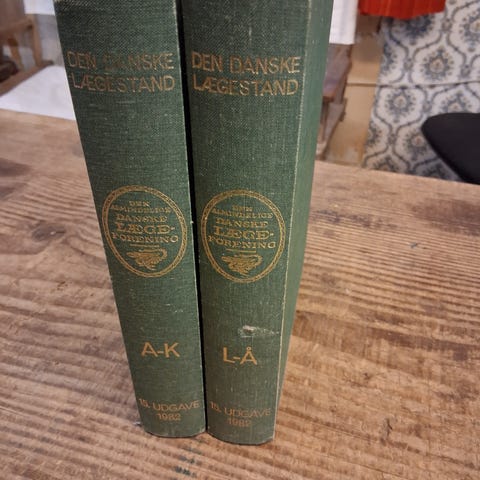 DEN DANSKE
LÆGESTAND
DEN
ALMINDELIGE
DANSKE
LÆGE-
FORENING
A-K
15. UDGAVE
1982
DEN DANSKE
LÆGESTAND
DEN
ALMINDELIGE
DANSKE
LÆGE-
FORENING
L-Å
15. UDGAVE
1982